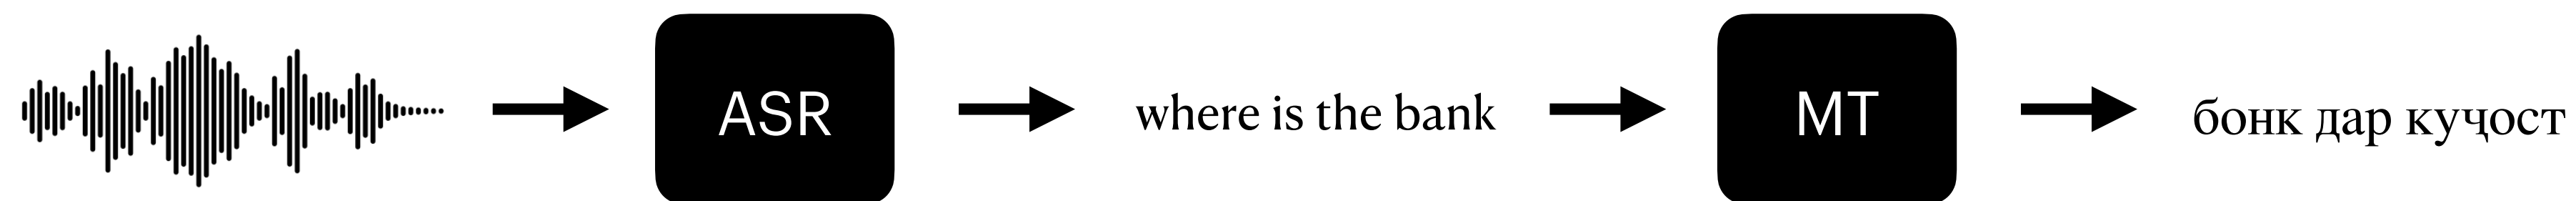 ASR
where is the bank
MT
бонк дар куҷост